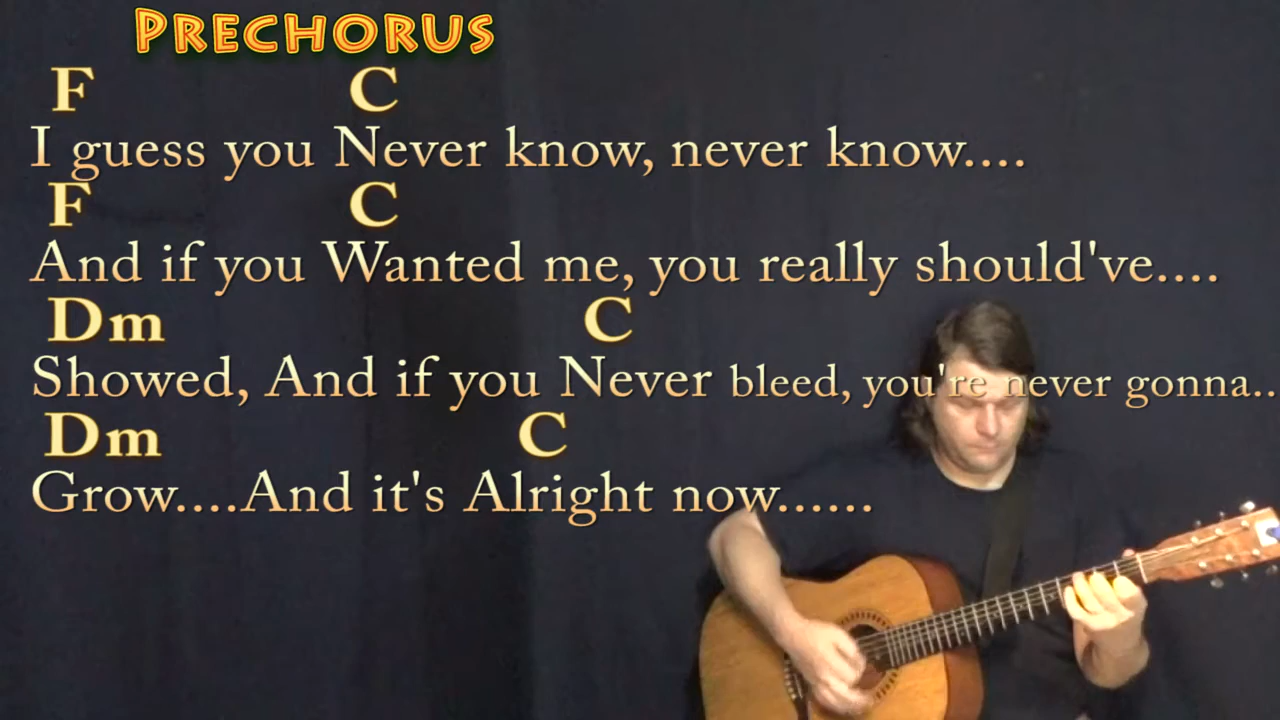 PRECHORUS
F C
I guess you Never know, never know....
F C
And if you Wanted me, you really should've....
Dm C
Showed, And if you Never bleed, you're never gonna..
Dm C
Grow....And it's Alright now......